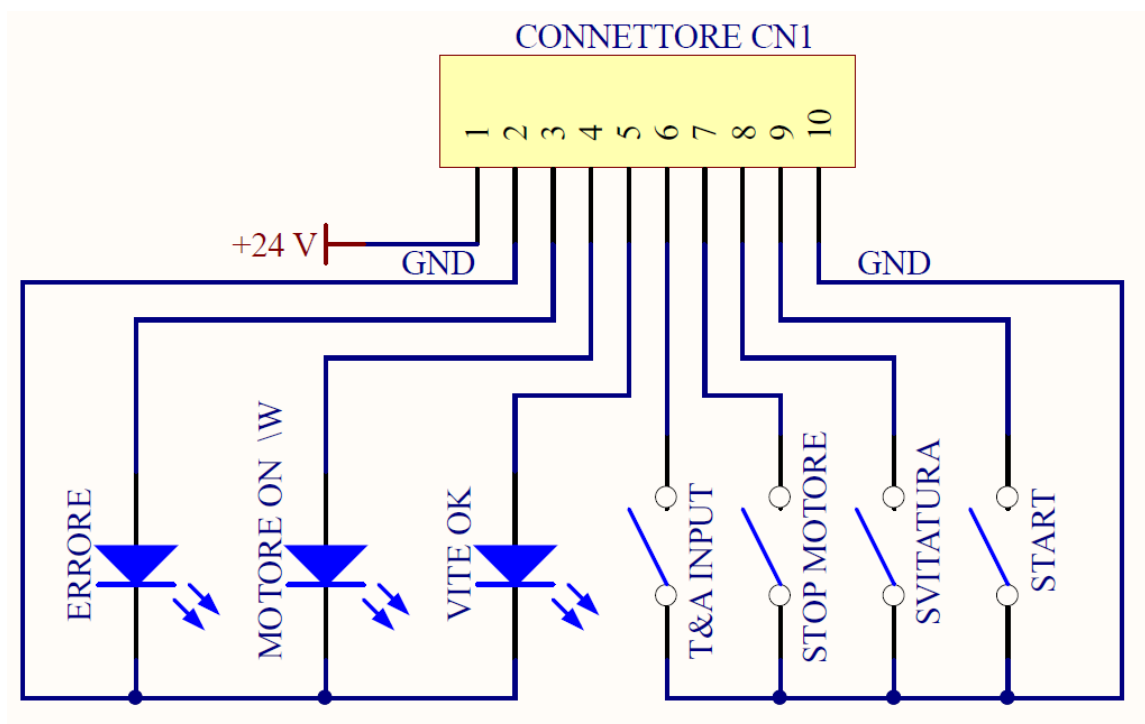 CONNETTORE CN1
1 2 3 4 5 6 7 8 9 10
+24 V
GND
GND
ERRORE
MOTORE ON \W
VITE OK
T&A INPUT
STOP MOTORE
SVITATURA
START